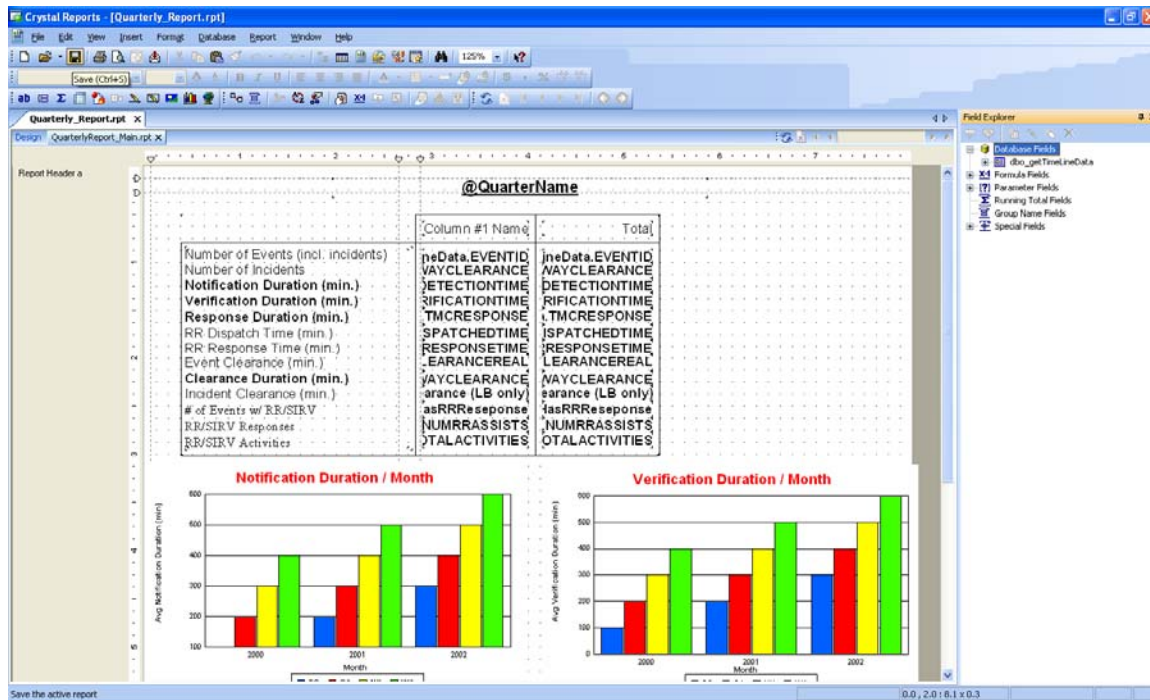 Crystal Reports - [Quarterly_Report.rpt]
File Edit View Insert Format Database Report Window Help
125%
Save (Ctrl+S)
Quarterly_Report.rpt X
Design QuarterlyReport_Main.rpt X
Field Explorer
Database Fields
dbo_getTimeLineData
Formula Fields
Parameter Fields
Running Total Fields
Group Name Fields
Special Fields
Report Header a
@QuarterName
Column #1 Name Total
Number of Events (incl. incidents) neData.EVENTID neData.EVENTID
Number of Incidents WAYCLEARANCE WAYCLEARANCE
Notification Duration (min.) DETECTIONTIME DETECTIONTIME
Verification Duration (min.) RIFICATIONTIME RIFICATIONTIME
Response Duration (min.) TMCRESPONSE TMCRESPONSE
RR Dispatch Time (min.) SPATCHEDTIME ISPATCHEDTIME
RR Response Time (min.) RESPONSETIME RESPONSETIME
Event Clearance (min.) LEARANCEREAL LEARANCEREAL
Clearance Duration (min.) WAYCLEARANCE WAYCLEARANCE
Incident Clearance (min.) arance (LB only) earance (LB only)
# of Events w/ RR/SIRV asRRReseponse HasRRReseponse
RR/SIRV Responses NUMRRASSISTS NUMRRASSISTS
RR/SIRV Activities OTALACTIVITIES OTALACTIVITIES
Notification Duration / Month
Avg Notification Duration (min)
600
500
400
300
200
100
2000 2001 2002
Month
Verification Duration / Month
Avg Verification Duration (min)
600
500
400
300
200
100
0
2000 2001 2002
Month
Save the active report
0.0 , 2.0 : 8.1 x 0.3